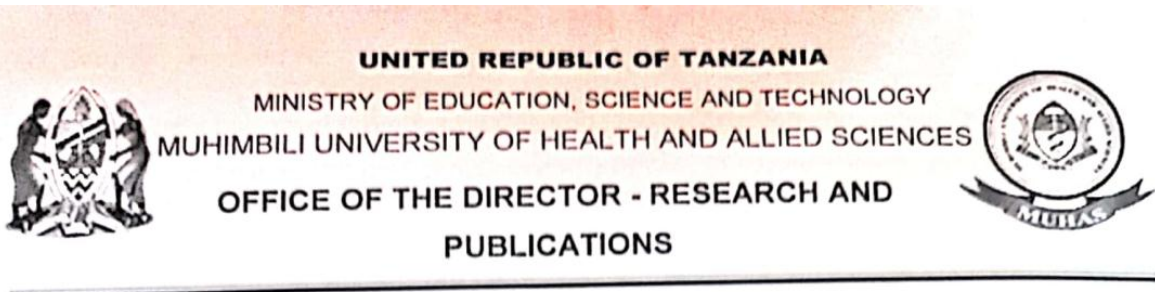 UNITED REPUBLIC OF TANZANIA
MINISTRY OF EDUCATION, SCIENCE AND TECHNOLOGY
MUHIMBILI UNIVERSITY OF HEALTH AND ALLIED SCIENCES
OFFICE OF THE DIRECTOR - RESEARCH AND
PUBLICATIONS
MUHAS